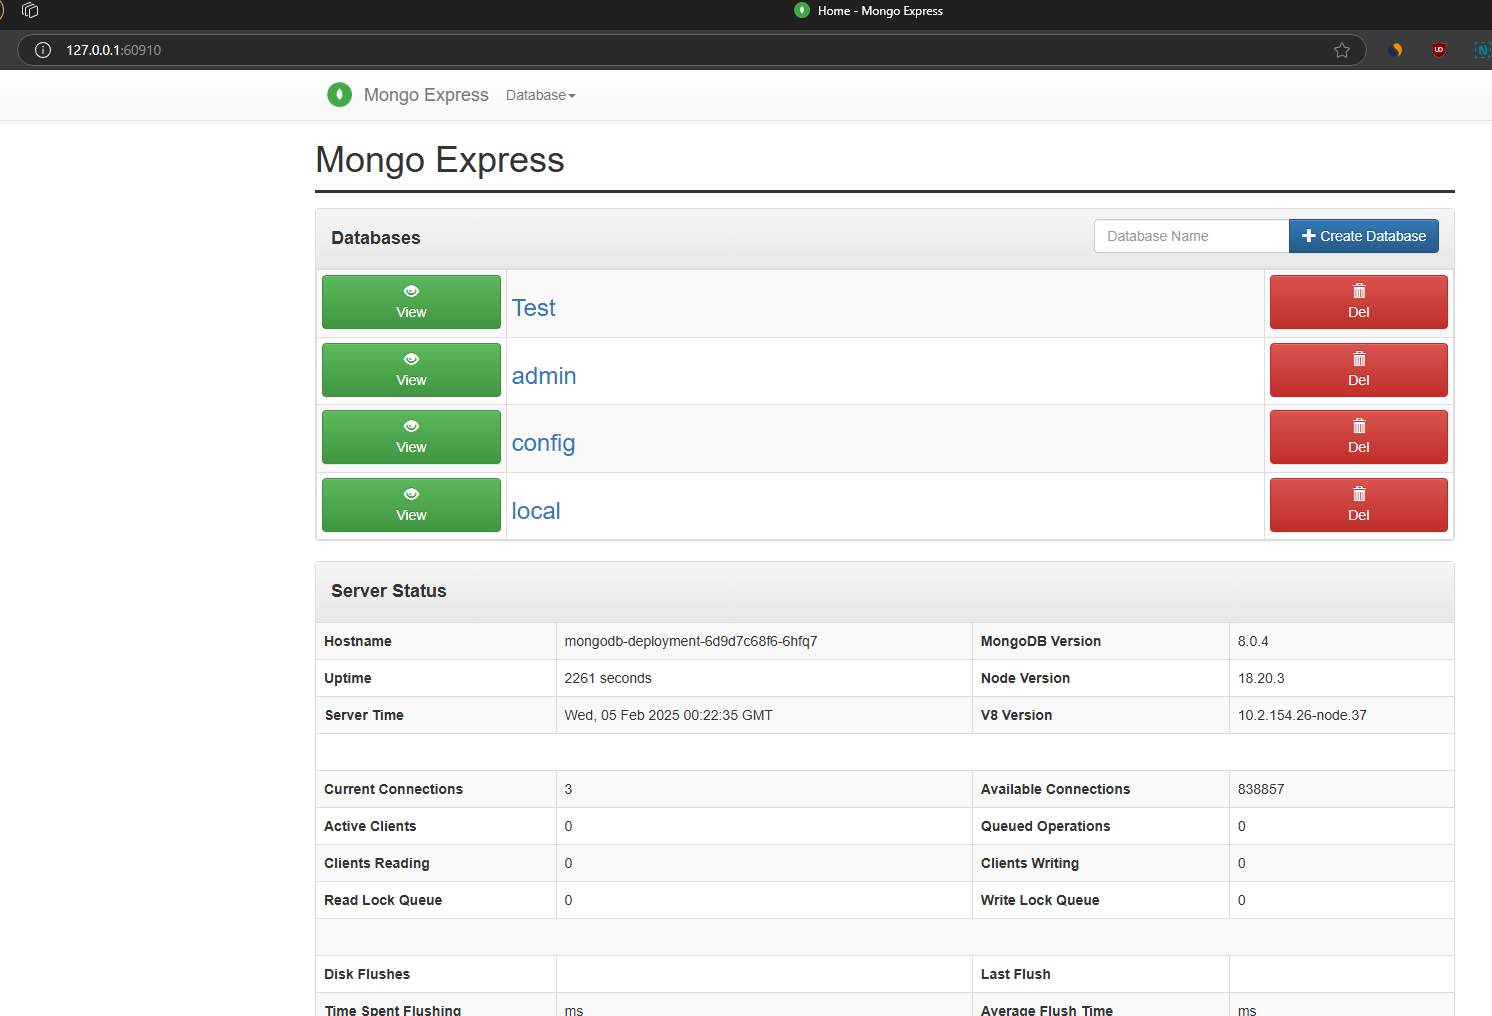 Home - Mongo Express
127.0.0.1:60910
Mongo Express Database
Mongo Express
Databases
Database Name
Create Database
View
Test
Del
View
admin
Del
View
config
Del
View
local
Del
Server Status
Hostname mongodb-deployment-6d9d7c68f6-6hfq7 MongoDB Version 8.0.4
Uptime 2261 seconds Node Version 18.20.3
Server Time Wed, 05 Feb 2025 00:22:35 GMT V8 Version 10.2.154.26-node.37
Current Connections 3 Available Connections 838857
Active Clients 0 Queued Operations 0
Clients Reading 0 Clients Writing 0
Read Lock Queue 0 Write Lock Queue 0
Disk Flushes Last Flush
Time Spent Flushing ms Average Flush Time ms